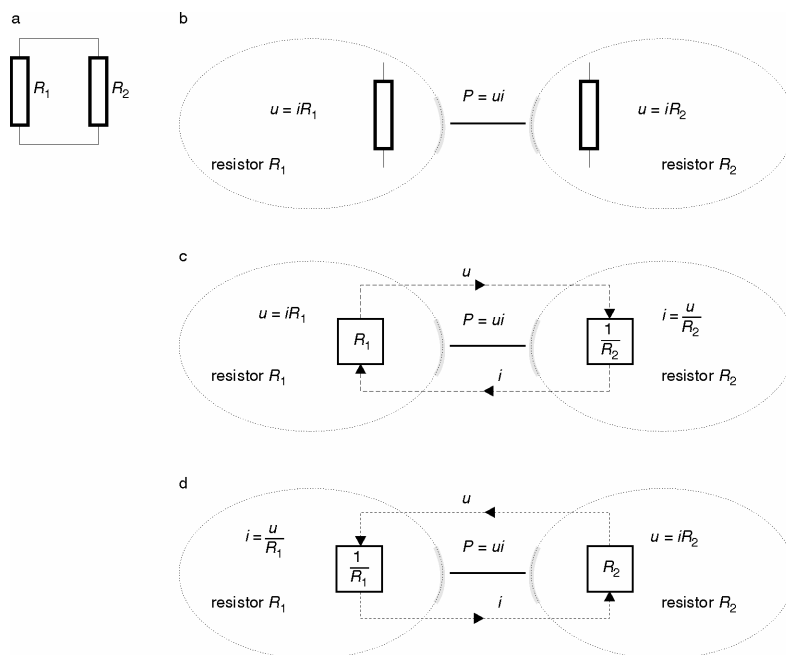 a
R1
R2
b
u = iR1
P = ui
u = iR2
resistor R1
resistor R2
c
u
u = iR1
R1
P = ui
1/R2
i = u/R2
i
resistor R1
resistor R2
d
u
i = u/R1
1/R1
P = ui
R2
u = iR2
i
resistor R1
resistor R2